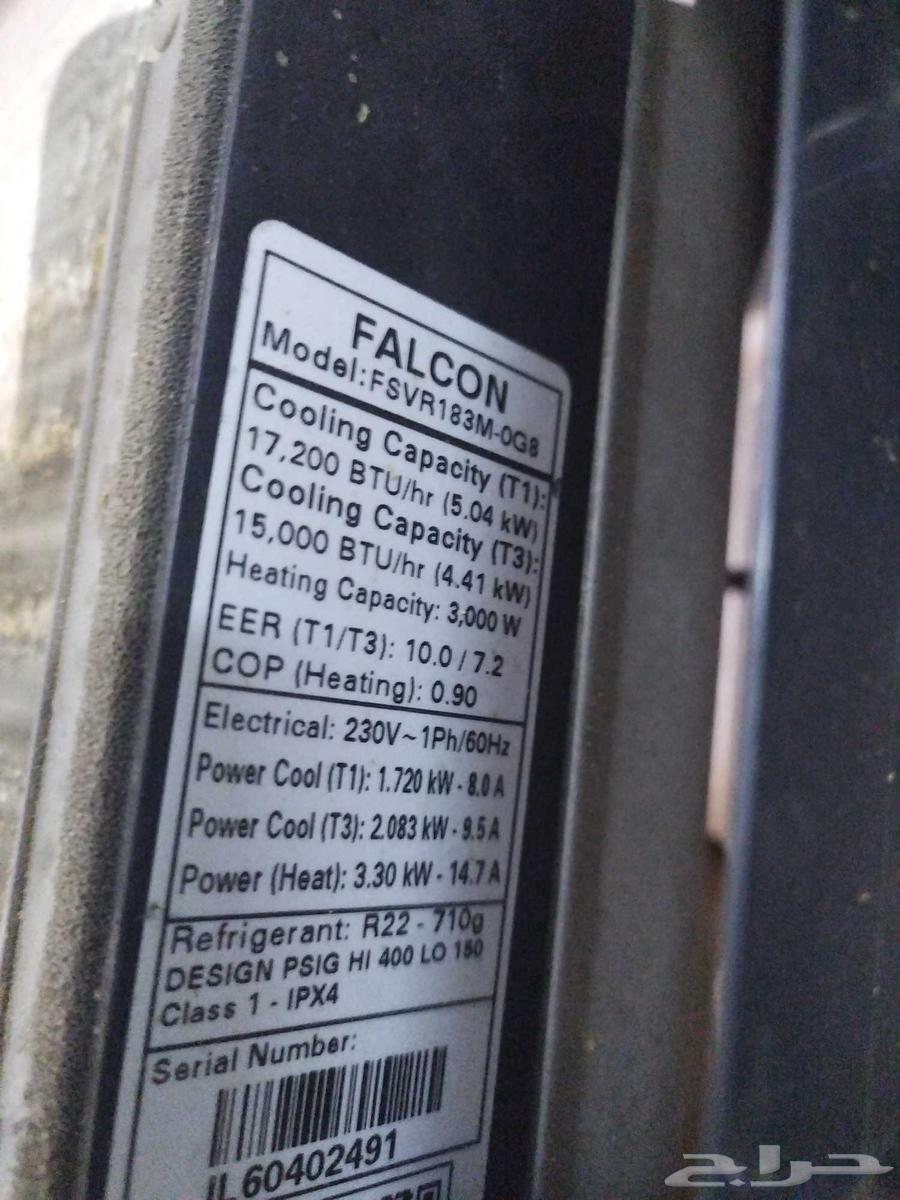 FALCON
Model:FSVR183M-0G8
Cooling Capacity (T1):
17,200 BTU/hr (5.04 kW)
Cooling Capacity (T3):
15,000 BTU/hr (4.41 kW)
Heating Capacity: 3,000 W
EER (T1/T3): 10.0 / 7.2
COP (Heating): 0.90
Electrical: 230V~1Ph/60Hz
Power Cool (T1): 1.720 kW - 8.0 A
Power Cool (T3): 2.083 kW - 9.5 A
Power (Heat): 3.30 kW - 14.7 A
Refrigerant: R22 - 710g
DESIGN PSIG HI 400 LO 150
Class 1 - IPX4
Serial Number:
IL60402491
حراج